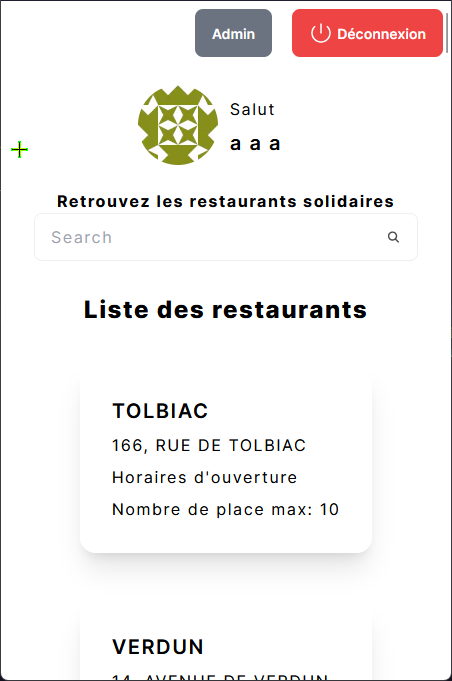 Admin
Déconnexion
Salut
a a a
Retrouvez les restaurants solidaires
Search
Liste des restaurants
TOLBIAC
166, RUE DE TOLBIAC
Horaires d'ouverture
Nombre de place max: 10
VERDUN
14, AVENUE DE VERDUN